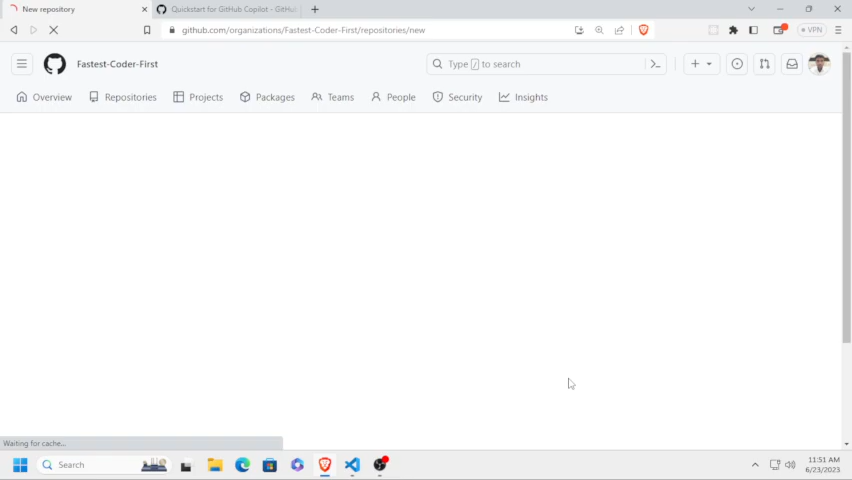 New repository
Quickstart for GitHub Copilot - GitHub
github.com/organizations/Fastest-Coder-First/repositories/new
VPN
Fastest-Coder-First
Type / to search
Overview
Repositories
Projects
Packages
Teams
People
Security
Insights
Waiting for cache...
Search
11:51 AM
6/23/2023